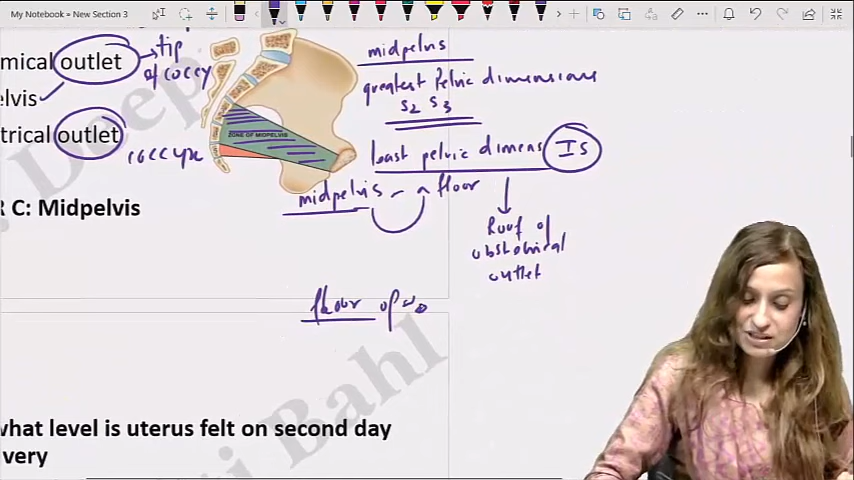 My Notebook » New Section 3
mical outlet → tip
of coccy
elvis
trical outlet
coccyx
ZONE OF MIDPELVIS
midpelvis
greatest Pelvic dimensions
S2 S3
least pelvic dimens IS
midpelvis - a floor
Roof of
obstetrical
outlet
R C: Midpelvis
floor of
what level is uterus felt on second day
very